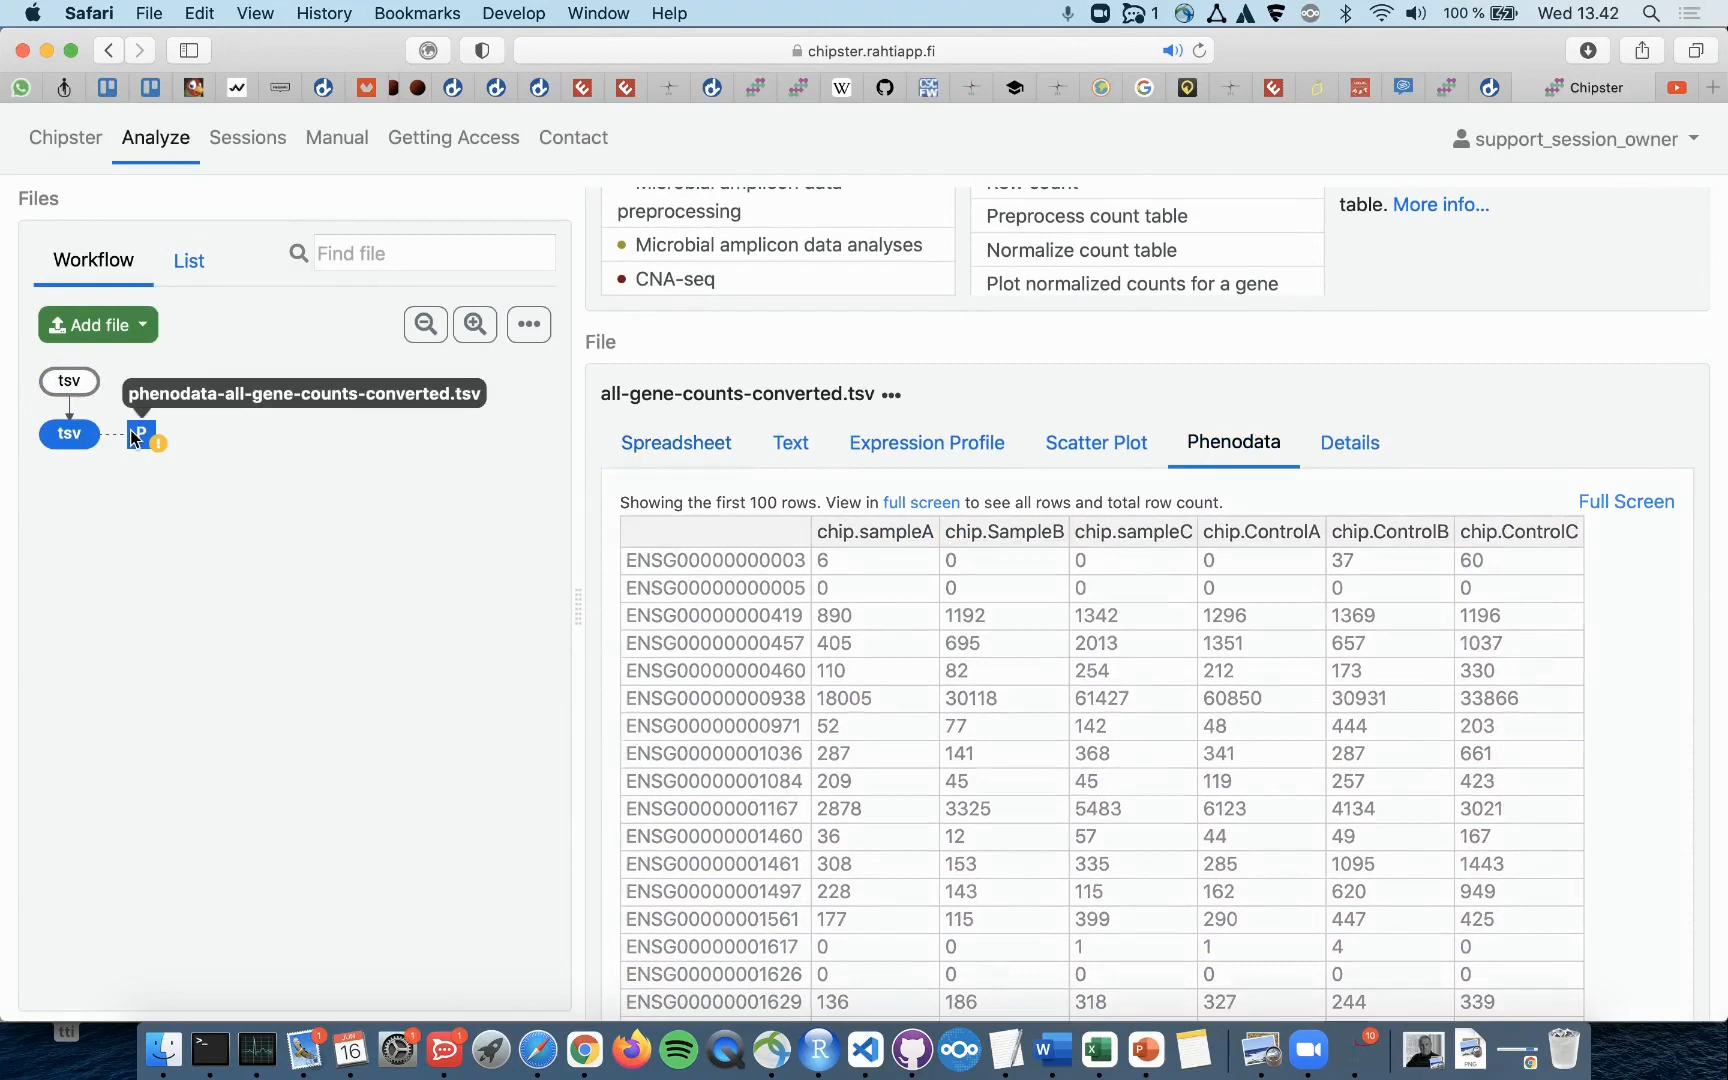 Safari File Edit View History Bookmarks Develop Window Help 1 100 % Wed 13.42
chipster.rahtiapp.fi
Chipster
Chipster Analyze Sessions Manual Getting Access Contact support_session_owner
Files
Workflow List Find file
Add file
tsv
phenodata-all-gene-counts-converted.tsv
tsv P !
preprocessing
Microbial amplicon data analyses
CNA-seq
Preprocess count table
Normalize count table
Plot normalized counts for a gene
table. More info...
File
all-gene-counts-converted.tsv
Spreadsheet Text Expression Profile Scatter Plot Phenodata Details
Showing the first 100 rows. View in full screen to see all rows and total row count. Full Screen
chip.sampleA chip.SampleB chip.sampleC chip.ControlA chip.ControlB chip.ControlC
ENSG00000000003 6 0 0 0 37 60
ENSG00000000005 0 0 0 0 0 0
ENSG00000000419 890 1192 1342 1296 1369 1196
ENSG00000000457 405 695 2013 1351 657 1037
ENSG00000000460 110 82 254 212 173 330
ENSG00000000938 18005 30118 61427 60850 30931 33866
ENSG00000000971 52 77 142 48 444 203
ENSG00000001036 287 141 368 341 287 661
ENSG00000001084 209 45 45 119 257 423
ENSG00000001167 2878 3325 5483 6123 4134 3021
ENSG00000001460 36 12 57 44 49 167
ENSG00000001461 308 153 335 285 1095 1443
ENSG00000001497 228 143 115 162 620 949
ENSG00000001561 177 115 399 290 447 425
ENSG00000001617 0 0 1 1 4 0
ENSG00000001626 0 0 0 0 0 0
ENSG00000001629 136 186 318 327 244 339
tti
JUN
16
1
1
1
10